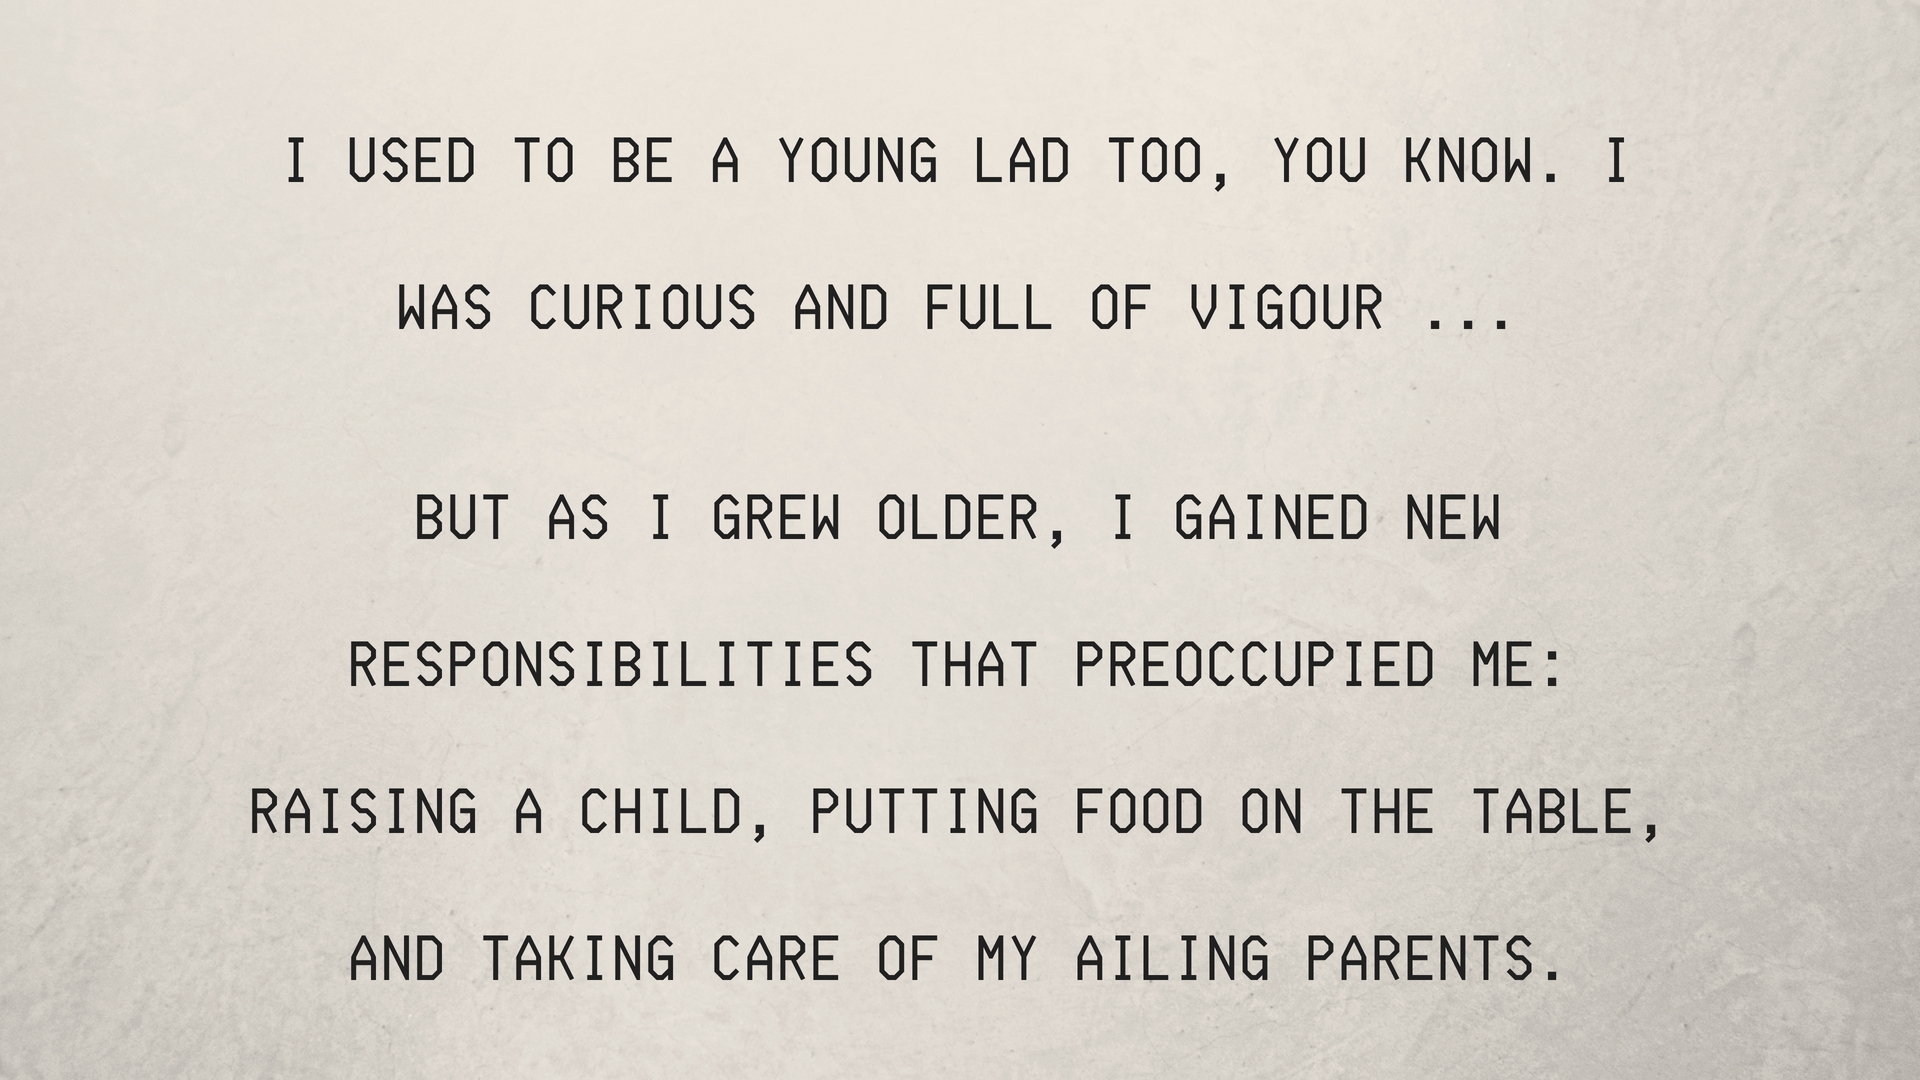 I USED TO BE A YOUNG LAD TOO, YOU KNOW. I
WAS CURIOUS AND FULL OF VIGOUR ...
BUT AS I GREW OLDER, I GAINED NEW
RESPONSIBILITIES THAT PREOCCUPIED ME:
RAISING A CHILD, PUTTING FOOD ON THE TABLE,
AND TAKING CARE OF MY AILING PARENTS.